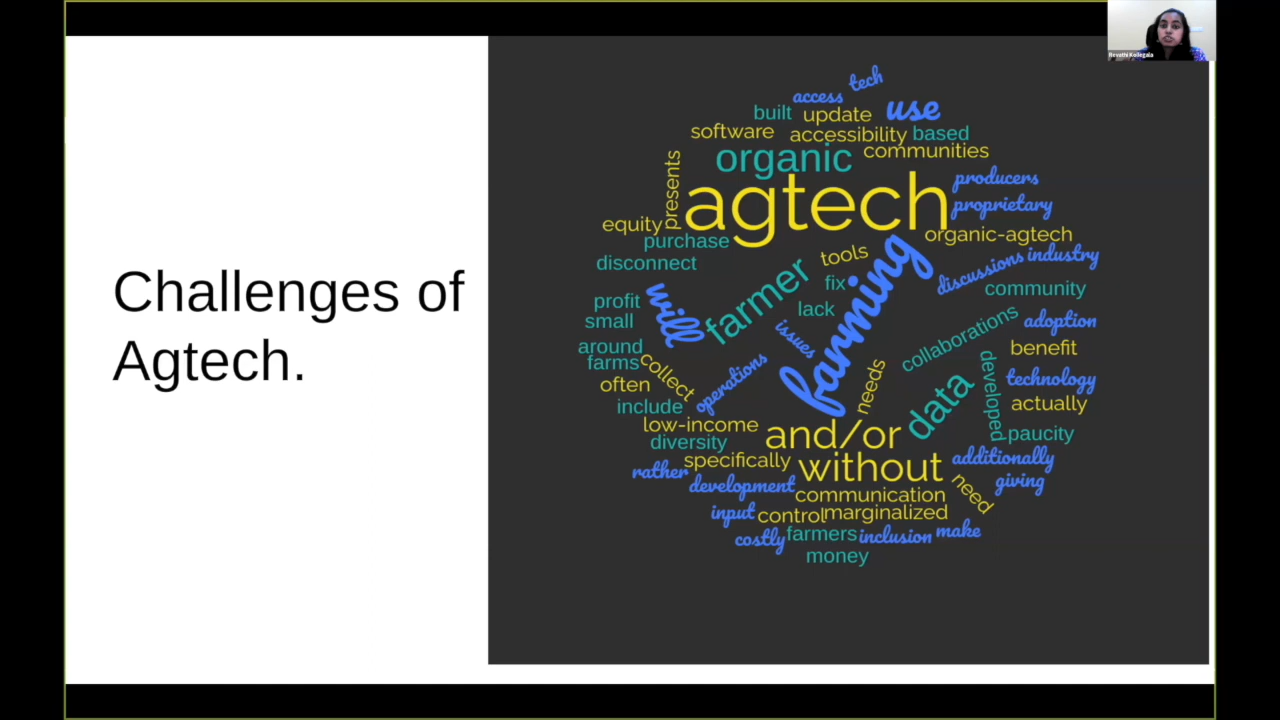 Revathi Kollegala
Challenges of
Agtech.
tech
access
use
built
update
software
accessibility
based
organic
communities
presents
agtech
producers
proprietary
equity
organic-agtech
purchase
tools
disconnect
farmer
farming
discussions
industry
fix
community
profit
will
lack
small
issues
collaborations
adoption
around
benefit
farms
collect
operations
needs
developed
technology
often
data
actually
include
low-income
and/or
paucity
diversity
specifically
without
additionally
rather
development
need
giving
communication
input
control
marginalized
costly
farmers
inclusion
make
money